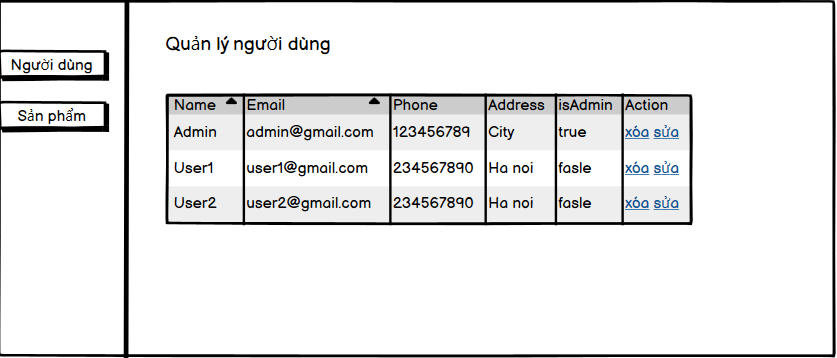 Quản lý người dùng
Người dùng
Sản phẩm
Name Email Phone Address isAdmin Action
Admin admin@gmail.com 123456789 City true xóa sửa
User1 user1@gmail.com 234567890 Ha noi fasle xóa sửa
User2 user2@gmail.com 234567890 Ha noi fasle xóa sửa